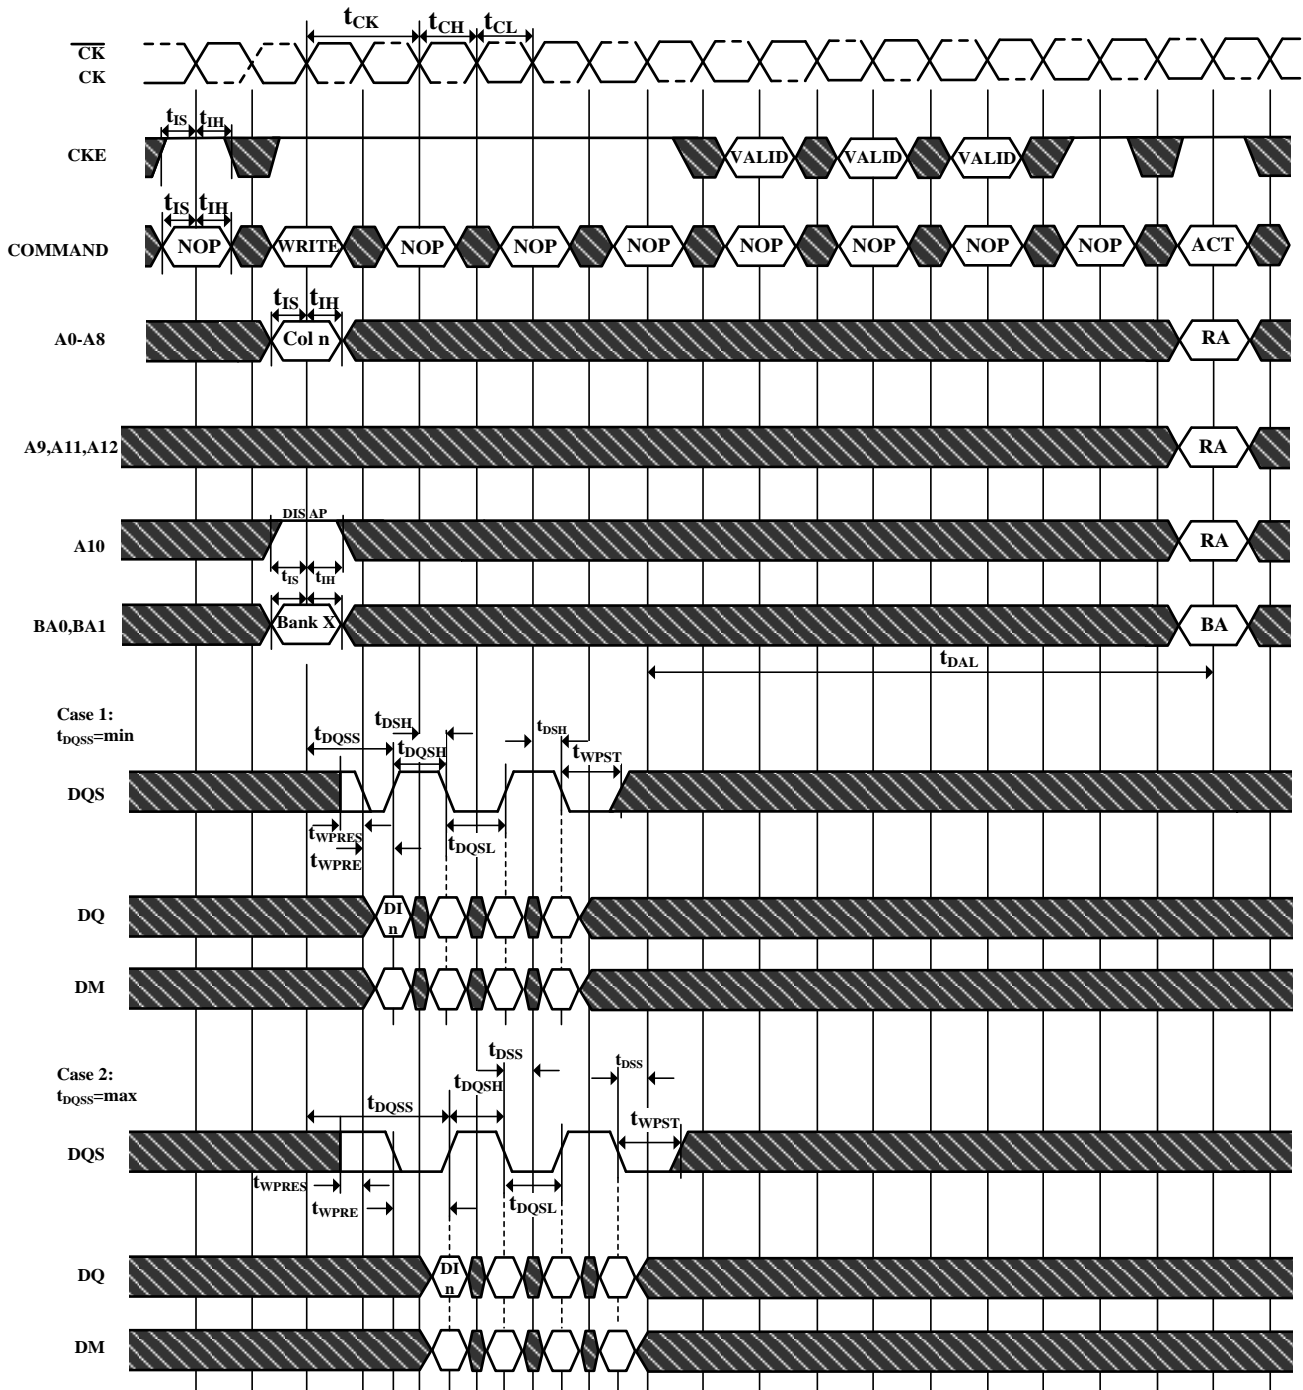 tCK tCH tCL
CK
CK
tIS tIH
CKE VALID VALID VALID
tIS tIH
COMMAND NOP WRITE NOP NOP NOP NOP NOP NOP NOP ACT
tIS tIH
A0-A8 Col n RA
A9,A11,A12 RA
DIS AP
A10 RA
tIS tIH
BA0,BA1 Bank X BA
tDAL
Case 1:
tDQSS=min
tDSH tDSH
tDQSS tDQSH tWPST
DQS
tWPRES
tWPRE tDQSL
DQ DI
n
DM
Case 2:
tDQSS=max
tDSS tDSS
tDQSS tDQSH tWPST
DQS
tWPRES
tWPRE tDQSL
DQ DI
n
DM